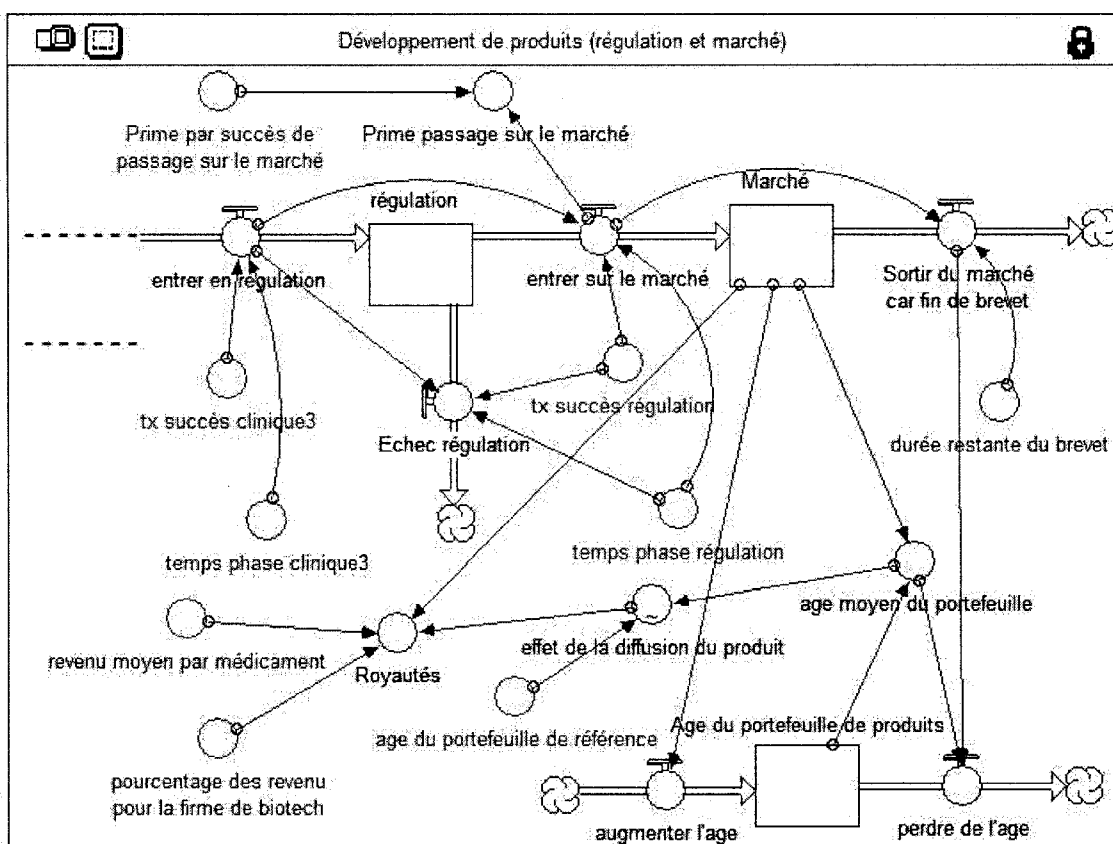 Développement de produits (régulation et marché)
Prime par succès de
passage sur le marché
Prime passage sur le marché
régulation
Marché
entrer en régulation
entrer sur le marché
Sortir du marché
car fin de brevet
tx succès clinique3
tx succès régulation
Echec régulation
durée restante du brevet
temps phase clinique3
temps phase régulation
age moyen du portefeuille
revenu moyen par médicament
Royautés
effet de la diffusion du produit
~
age du portefeuille de référence
Age du portefeuille de produits
pourcentage des revenu
pour la firme de biotech
augmenter l'age
perdre de l'age